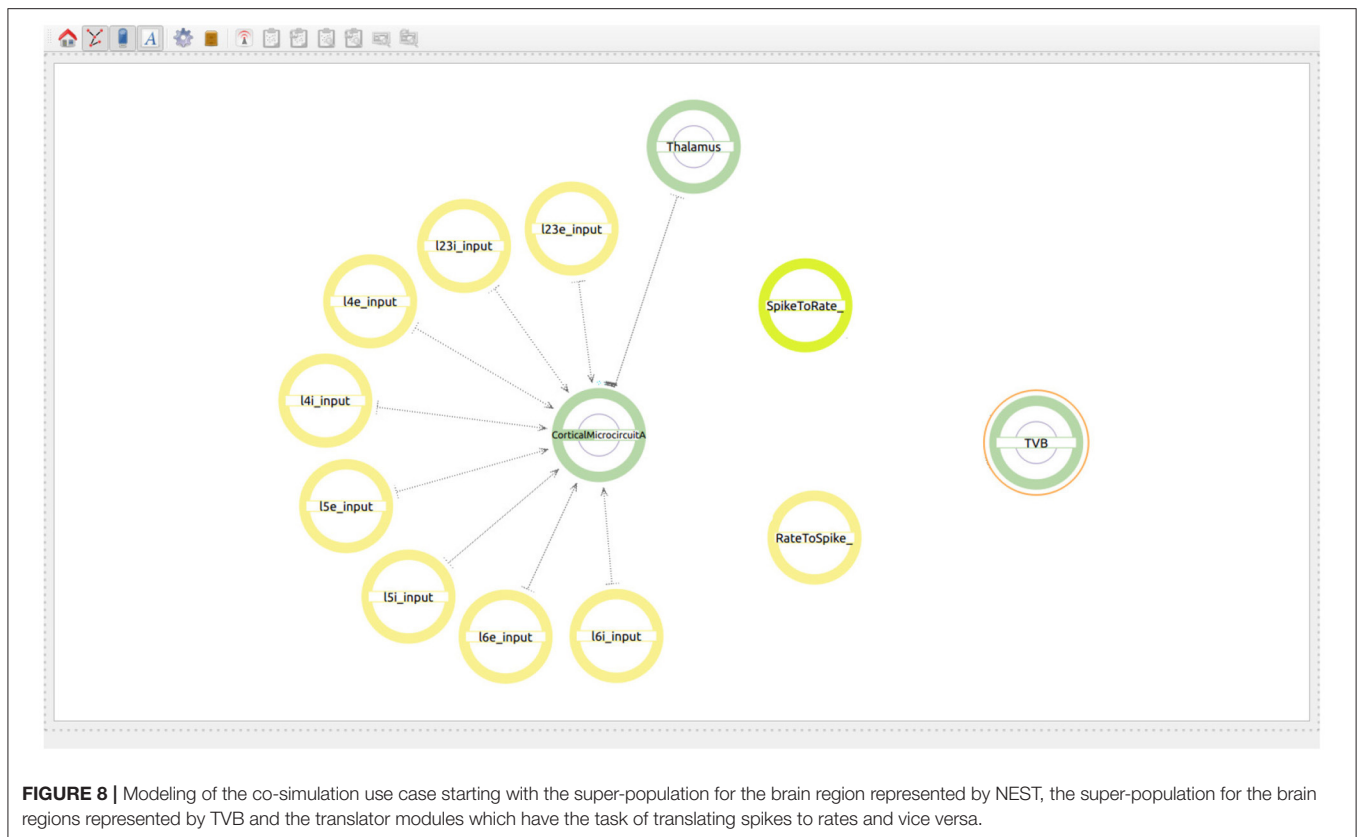 A
Thalamus
l23e_input
l23i_input
l4e_input
SpikeToRate_
l4i_input
CorticalMicrocircuitA
TVB
l5e_input
RateToSpike_
l5i_input
l6e_input
l6i_input
FIGURE 8 | Modeling of the co-simulation use case starting with the super-population for the brain region represented by NEST, the super-population for the brain
regions represented by TVB and the translator modules which have the task of translating spikes to rates and vice versa.